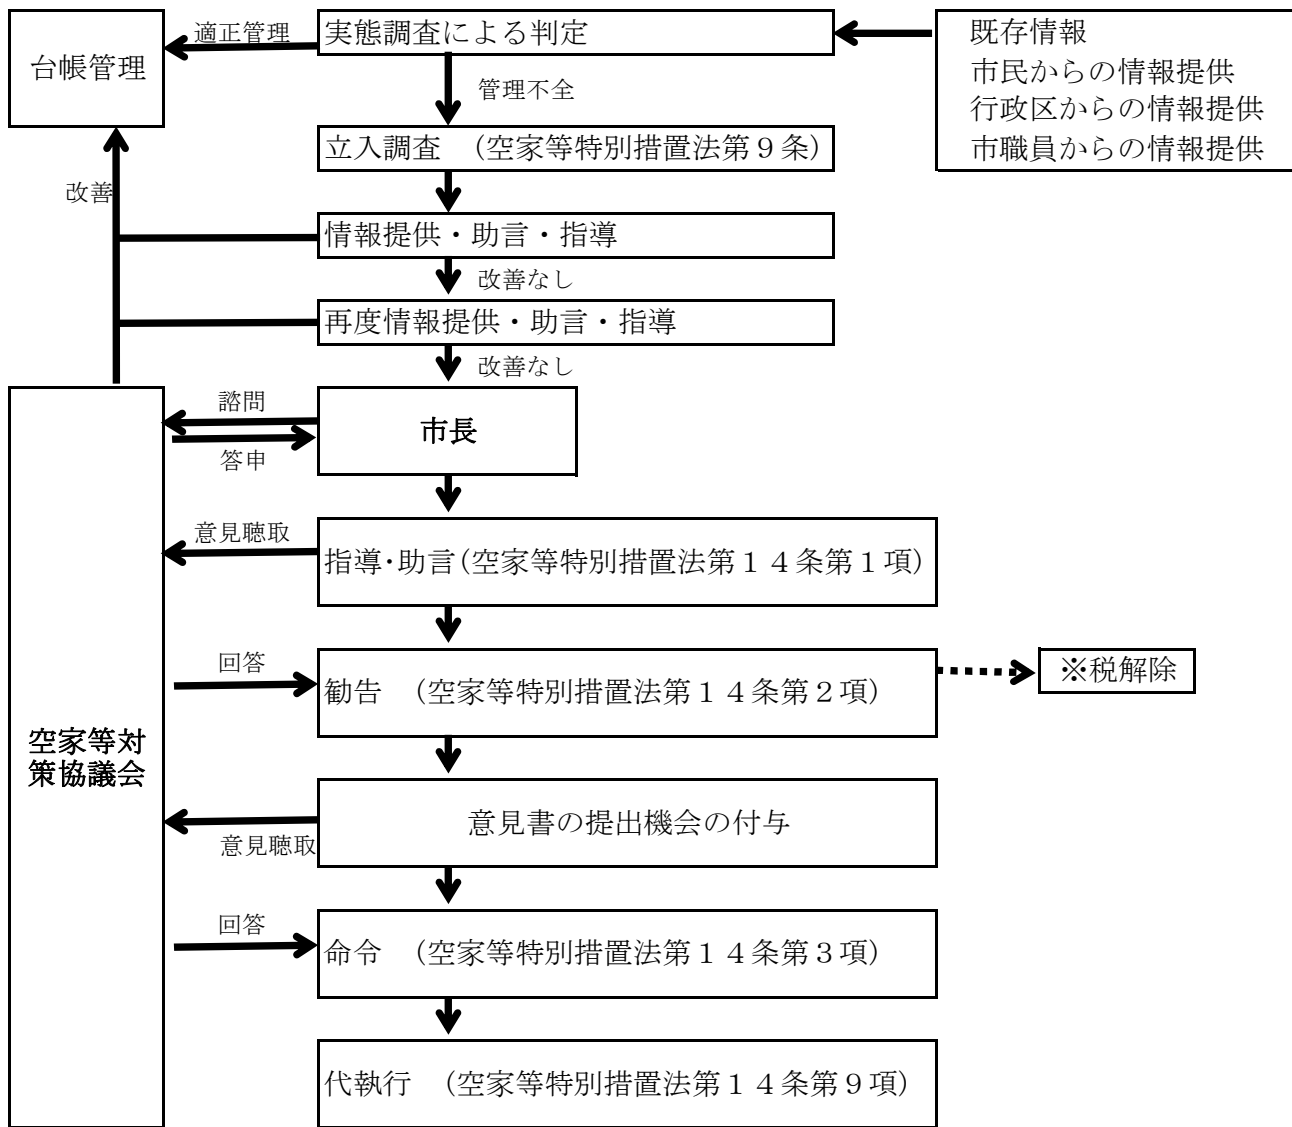 適正管理
実態調査による判定
既存情報
市民からの情報提供
行政区からの情報提供
市職員からの情報提供
台帳管理
管理不全
立入調査　（空家等特別措置法第９条）
改善
情報提供・助言・指導
改善なし
再度情報提供・助言・指導
改善なし
諮問
市長
答申
意見聴取
指導・助言（空家等特別措置法第１４条第１項）
回答
勧告　（空家等特別措置法第１４条第２項）
※税解除
空家等対
策協議会
意見書の提出機会の付与
意見聴取
回答
命令　（空家等特別措置法第１４条第３項）
代執行　（空家等特別措置法第１４条第９項）